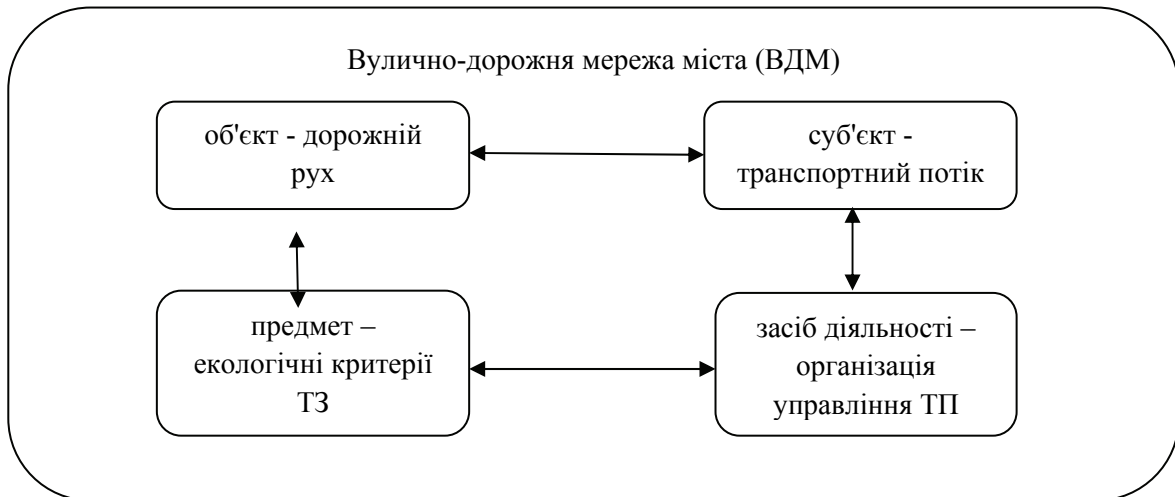 Вулично-дорожня мережа міста (ВДМ)
об'єкт - дорожній
рух
суб'єкт -
транспортний потік
предмет –
екологічні критерії
ТЗ
засіб діяльності –
організація
управління ТП